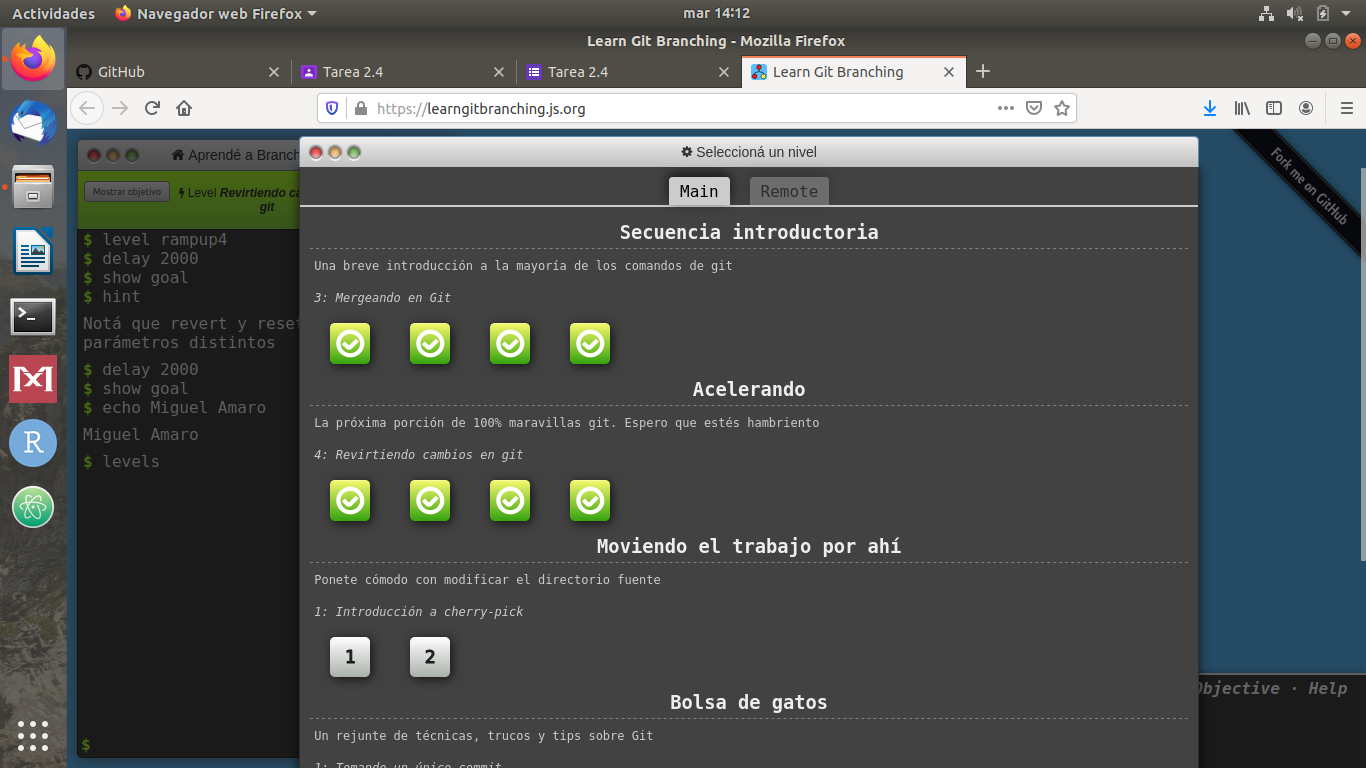 Actividades
Navegador web Firefox
mar 14:12
Learn Git Branching - Mozilla Firefox
GitHub
Tarea 2.4
Tarea 2.4
Learn Git Branching
https://learngitbranching.js.org
Aprendé a Branch
Mostrar objetivo
Level Revirtiendo ca
git
$ level rampup4
$ delay 2000
$ show goal
$ hint
Notá que revert y reset
parámetros distintos
$ delay 2000
$ show goal
$ echo Miguel Amaro
Miguel Amaro
$ levels
$
Seleccioná un nivel
Main
Remote
Secuencia introductoria
Una breve introducción a la mayoría de los comandos de git
3: Mergeando en Git
Acelerando
La próxima porción de 100% maravillas git. Espero que estés hambriento
4: Revirtiendo cambios en git
Moviendo el trabajo por ahí
Ponete cómodo con modificar el directorio fuente
1: Introducción a cherry-pick
1
2
Bolsa de gatos
Un rejunte de técnicas, trucos y tips sobre Git
1: Tomando un único commit
Fork me on GitHub
Objective · Help
R